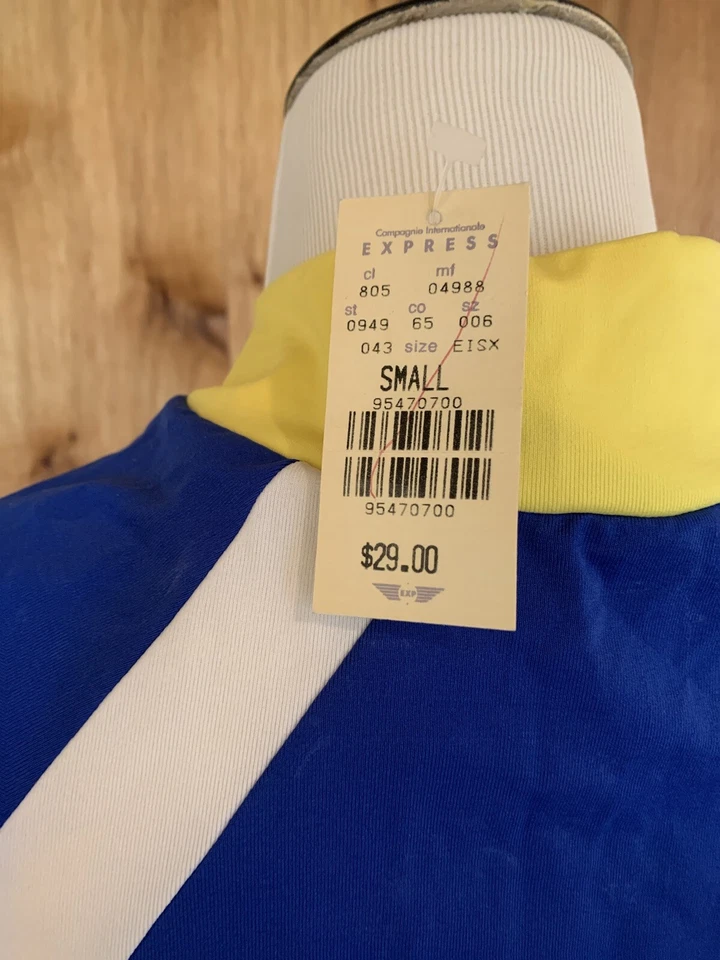 Campagnie Internationale
EXPRESS
cl mf
805 04988
st co sz
0949 65 006
043 size EISX
SMALL
95470700
95470700
$29.00
EXP